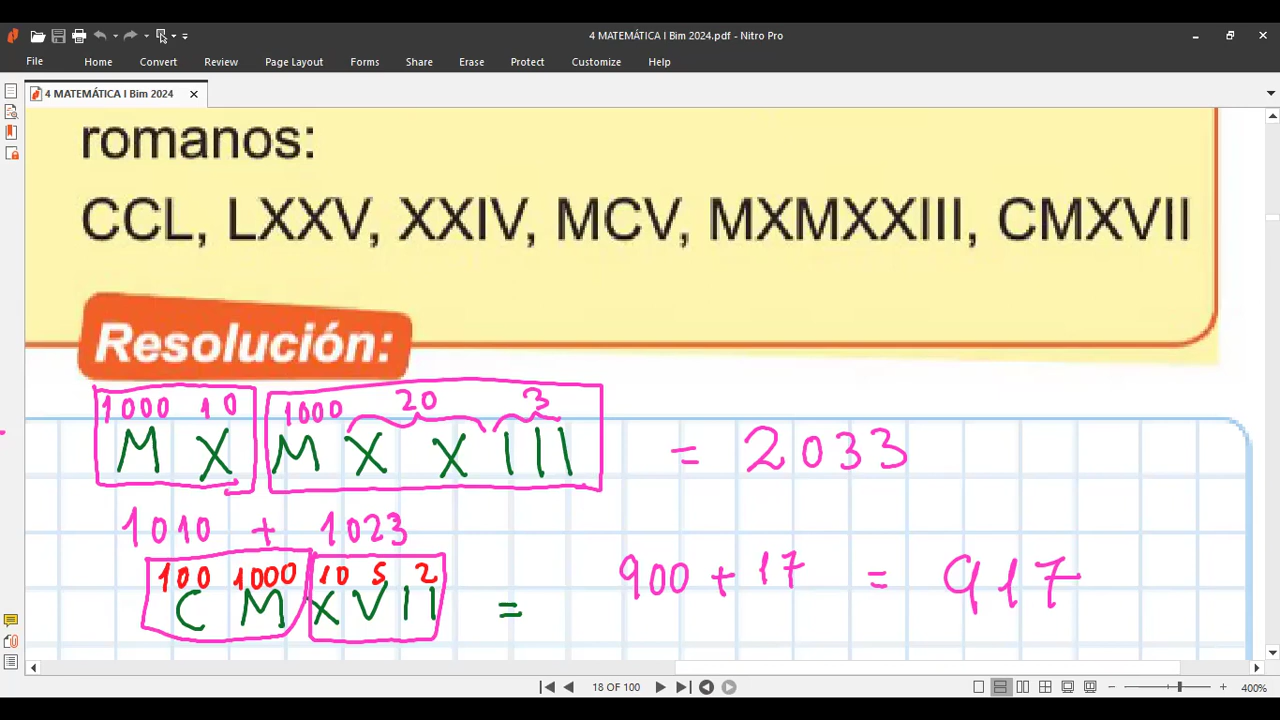 4 MATEMÁTICA I Bim 2024.pdf - Nitro Pro
File Home Convert Review Page Layout Forms Share Erase Protect Customize Help
4 MATEMÁTICA I Bim 2024
romanos:
CCL, LXXV, XXIV, MCV, MXMXXIII, CMXVII
Resolución:
1000 10 1000 20 3
M X M X X III = 2033
1010 + 1023
100 1000 10 5 2
C M X V I I = 900 + 17 = 917
18 OF 100
400%